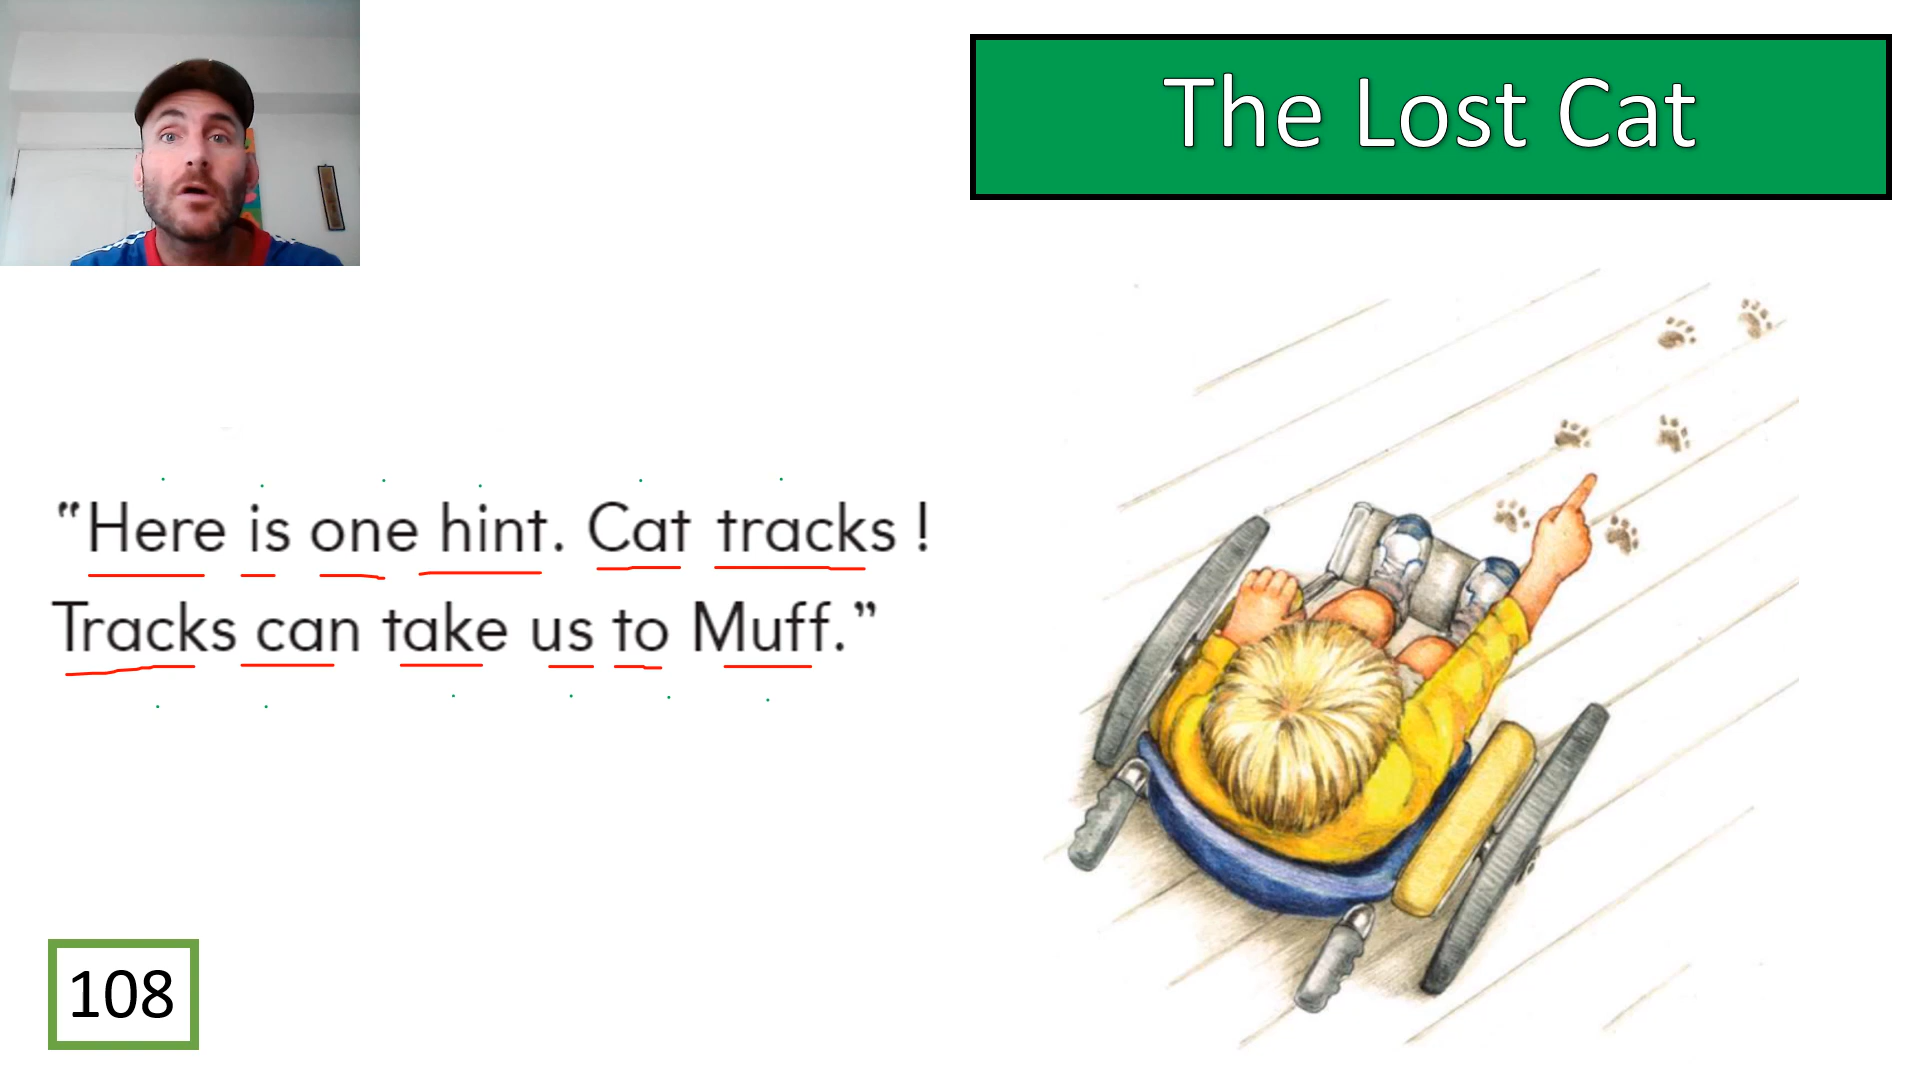 The Lost Cat
“Here is one hint. Cat tracks !
Tracks can take us to Muff.”
108